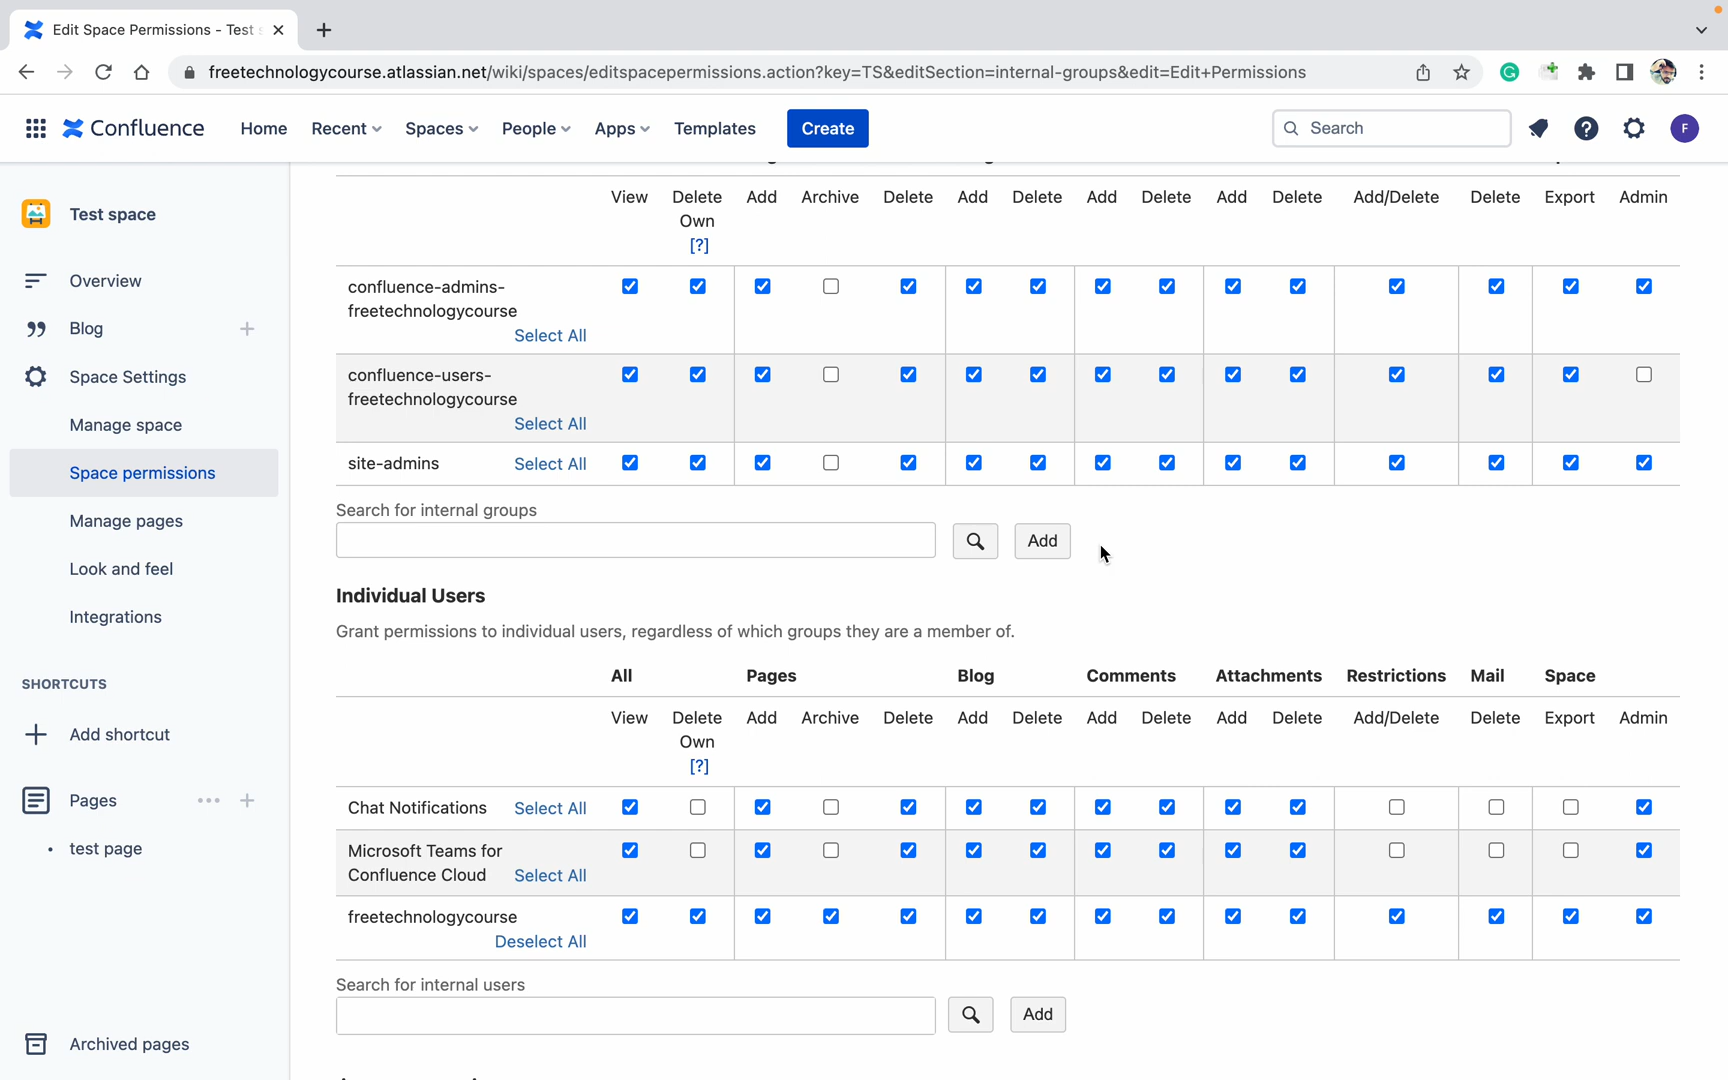 Edit Space Permissions - Test s
freetechnologycourse.atlassian.net/wiki/spaces/editspacepermissions.action?key=TS&editSection=internal-groups&edit=Edit+Permissions
Confluence Home Recent Spaces People Apps Templates Create Search F
Test space
Overview
Blog
Space Settings
Manage space
Space permissions
Manage pages
Look and feel
Integrations
SHORTCUTS
Add shortcut
Pages
• test page
Archived pages
View Delete Add Archive Delete Add Delete Add Delete Add Delete Add/Delete Delete Export Admin
Own
[?]
confluence-admins-
freetechnologycourse
Select All
confluence-users-
freetechnologycourse
Select All
site-admins Select All
Search for internal groups
Add
Individual Users
Grant permissions to individual users, regardless of which groups they are a member of.
All Pages Blog Comments Attachments Restrictions Mail Space
View Delete Add Archive Delete Add Delete Add Delete Add Delete Add/Delete Delete Export Admin
Own
[?]
Chat Notifications Select All
Microsoft Teams for
Confluence Cloud Select All
freetechnologycourse
Deselect All
Search for internal users
Add